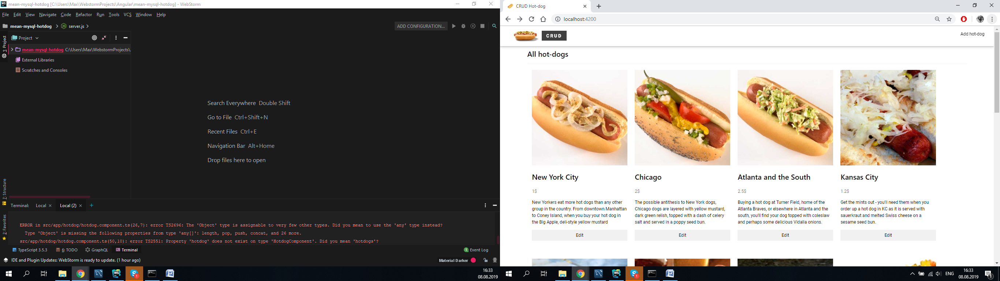 mean-mysql-hotdog [C:\Users\Max\WebstormProjects\Angular\mean-mysql-hotdog] - WebStorm
File Edit View Navigate Code Refactor Run Tools VCS Window Help
mean-mysql-hotdog server.js
ADD CONFIGURATION...
1: Project
Project
mean-mysql-hotdog C:\Users\Max\WebstormProjects\
External Libraries
Scratches and Consoles
Search Everywhere Double Shift
Go to File Ctrl+Shift+N
Recent Files Ctrl+E
Navigation Bar Alt+Home
Drop files here to open
7: Structure
2: Favorites
Terminal: Local Local (2)
ERROR in src/app/hotdog/hotdog.component.ts(26,7): error TS2696: The 'Object' type is assignable to very few other types. Did you mean to use the 'any' type instead?
Type 'Object' is missing the following properties from type 'any[]': length, pop, push, concat, and 26 more.
src/app/hotdog/hotdog.component.ts(50,10): error TS2551: Property 'hotdog' does not exist on type 'HotdogComponent'. Did you mean 'hotdogs'?
TypeScript 3.5.3 6: TODO GraphQL Terminal
1 Event Log
IDE and Plugin Updates: WebStorm is ready to update. (1 hour ago)
Material Darker
16:33
08.08.2019
CRUD Hot-dog
localhost:4200
CRUD
Add hot-dog
All hot-dogs
New York City
1$
New Yorkers eat more hot dogs than any other
group in the country. From downtown Manhattan
to Coney Island, when you buy your hot dog in
the Big Apple, deli-style yellow mustard
Edit
Chicago
2$
The possible antithesis to New York dogs,
Chicago dogs are layered with yellow mustard,
dark green relish, topped with a dash of celery
salt and served in a poppy seed bun.
Edit
Atlanta and the South
2.5$
Buying a hot dog at Turner Field, home of the
Atlanta Braves, or elsewhere in Atlanta and the
south, you'll find your dog topped with coleslaw
and perhaps some delicious Vidalia onions.
Edit
Kansas City
1.2$
Get the mints out - you'll need them when you
order up a hot dog in KC as it is served with
sauerkraut and melted Swiss cheese on a
sesame seed bun.
Edit
ENG
16:33
08.08.2019
1